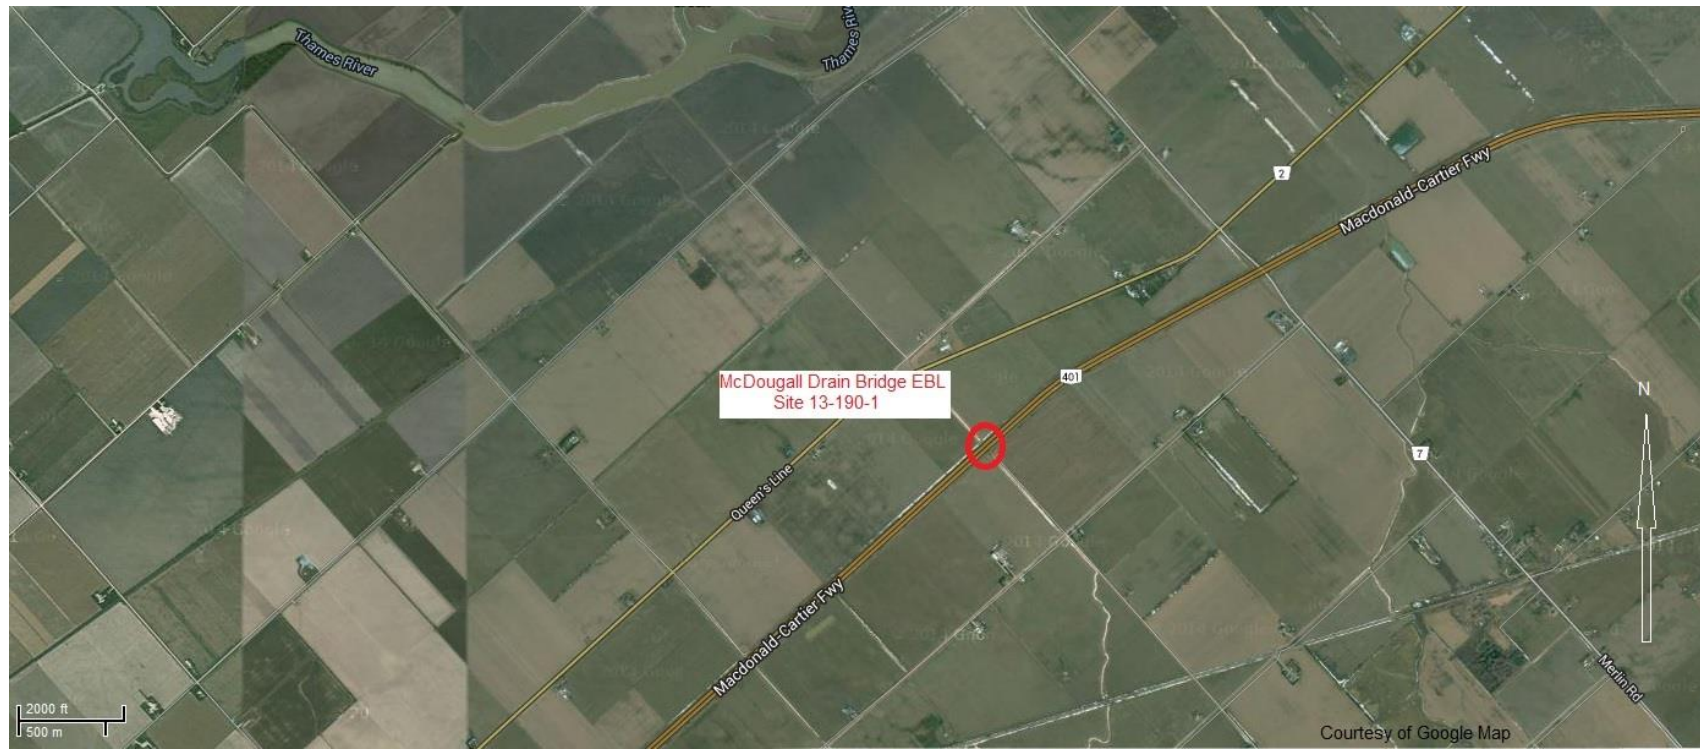 Thames River
Thames River
2
Macdonald-Cartier Fwy
McDougall Drain Bridge EBL
Site 13-190-1
401
N
7
Queen's Line
Macdonald-Cartier Fwy
Merlin Rd
2000 ft
500 m
Courtesy of Google Map